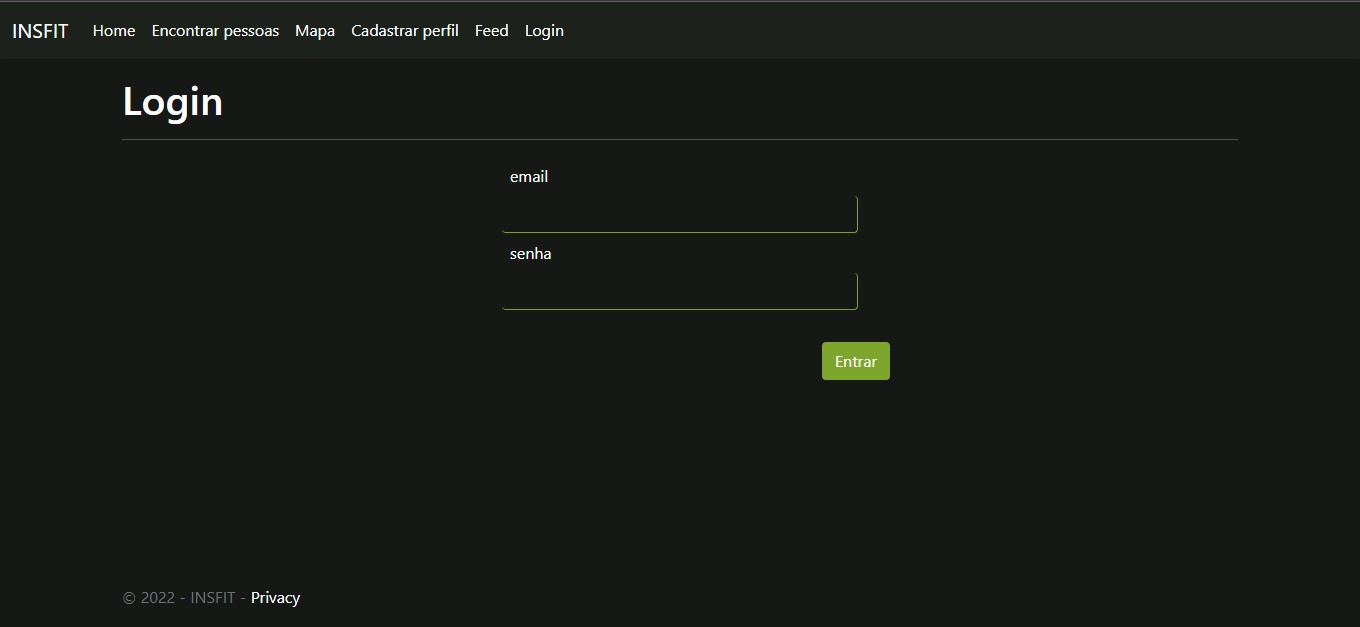 INSFIT Home Encontrar pessoas Mapa Cadastrar perfil Feed Login
Login
email
senha
Entrar
© 2022 - INSFIT - Privacy